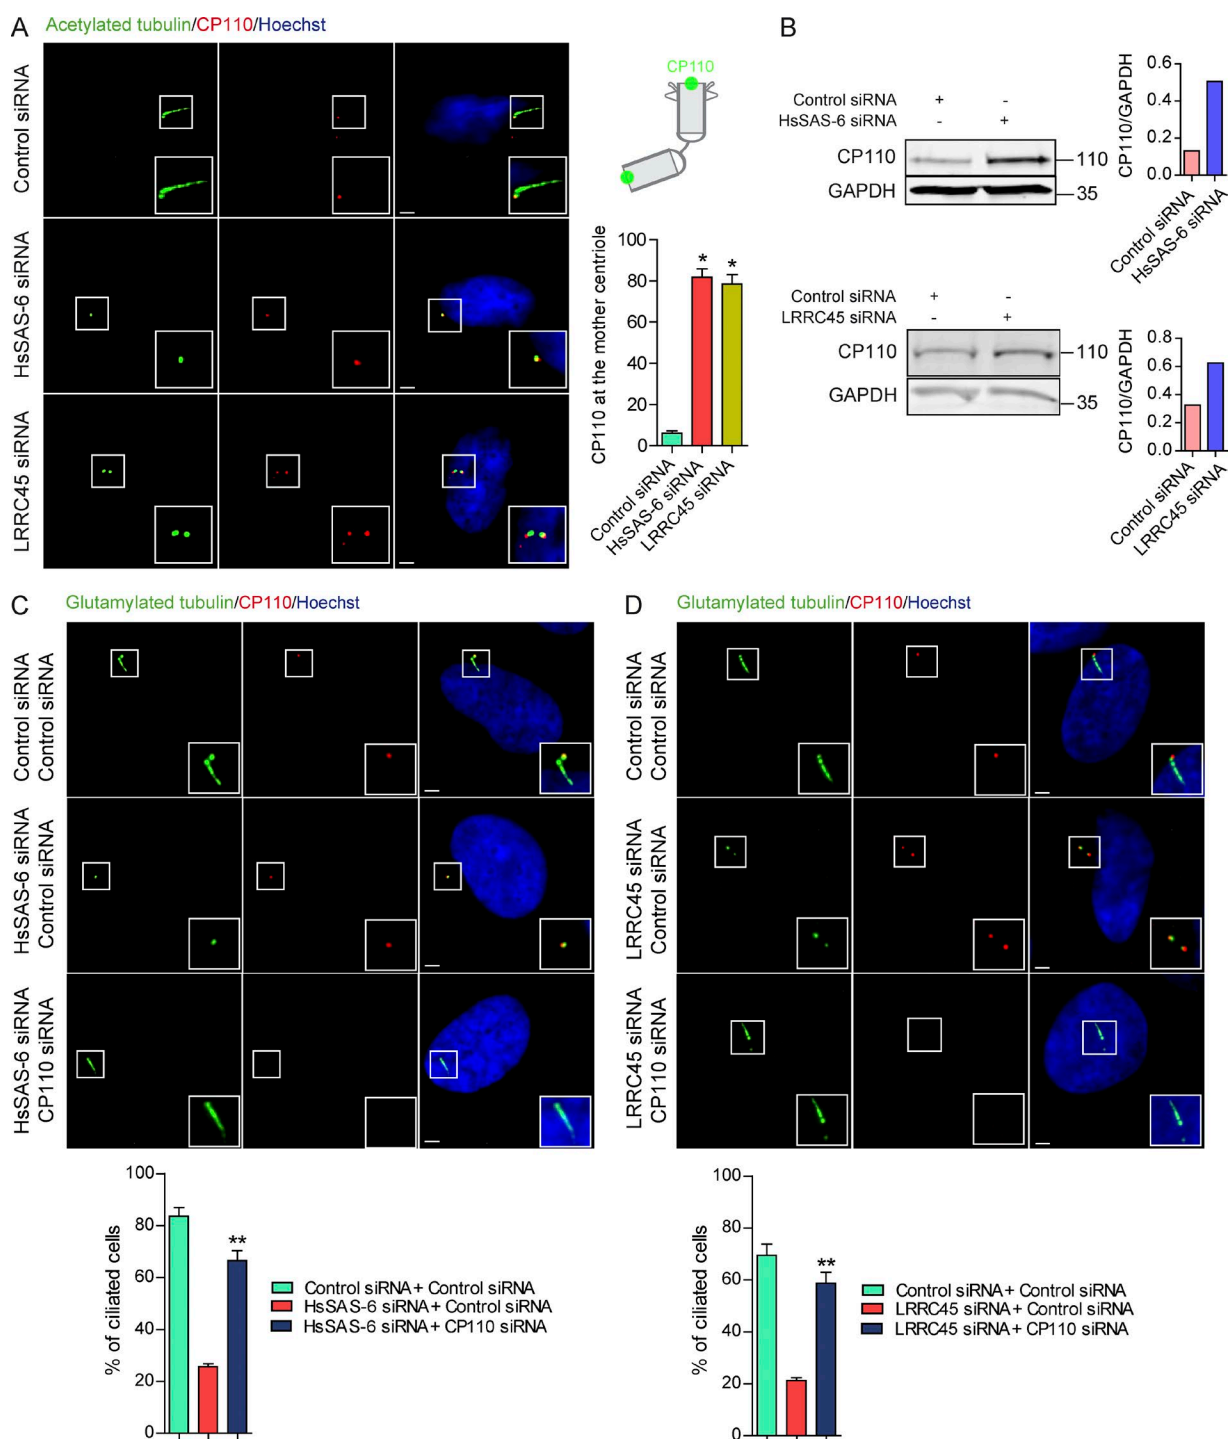 A
Acetylated tubulin/CP110/Hoechst
Control siRNA
HsSAS-6 siRNA
LRRC45 siRNA
CP110
CP110 at the mother centriole
100
80
60
40
20
0
*
*
Control siRNA
HsSAS-6 siRNA
LRRC45 siRNA
B
Control siRNA + -
HsSAS-6 siRNA - +
CP110
110
GAPDH
35
CP110/GAPDH
0.6
0.4
0.2
0.0
Control siRNA
HsSAS-6 siRNA
Control siRNA + -
LRRC45 siRNA - +
CP110
110
GAPDH
35
CP110/GAPDH
0.8
0.6
0.4
0.2
0.0
Control siRNA
LRRC45 siRNA
C
Glutamylated tubulin/CP110/Hoechst
Control siRNA
Control siRNA
HsSAS-6 siRNA
Control siRNA
HsSAS-6 siRNA
CP110 siRNA
% of ciliated cells
100
80
60
40
20
0
**
Control siRNA+ Control siRNA
HsSAS-6 siRNA+ Control siRNA
HsSAS-6 siRNA+ CP110 siRNA
D
Glutamylated tubulin/CP110/Hoechst
Control siRNA
Control siRNA
LRRC45 siRNA
Control siRNA
LRRC45 siRNA
CP110 siRNA
% of ciliated cells
100
80
60
40
20
0
**
Control siRNA+ Control siRNA
LRRC45 siRNA+ Control siRNA
LRRC45 siRNA+ CP110 siRNA